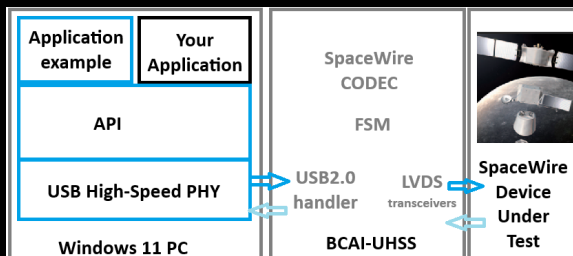 Application
example
Your
Application
API
USB High-Speed PHY
Windows 11 PC
SpaceWire
CODEC
FSM
USB2.0
handler
LVDS
transceivers
BCAI-UHSS
SpaceWire
Device
Under
Test